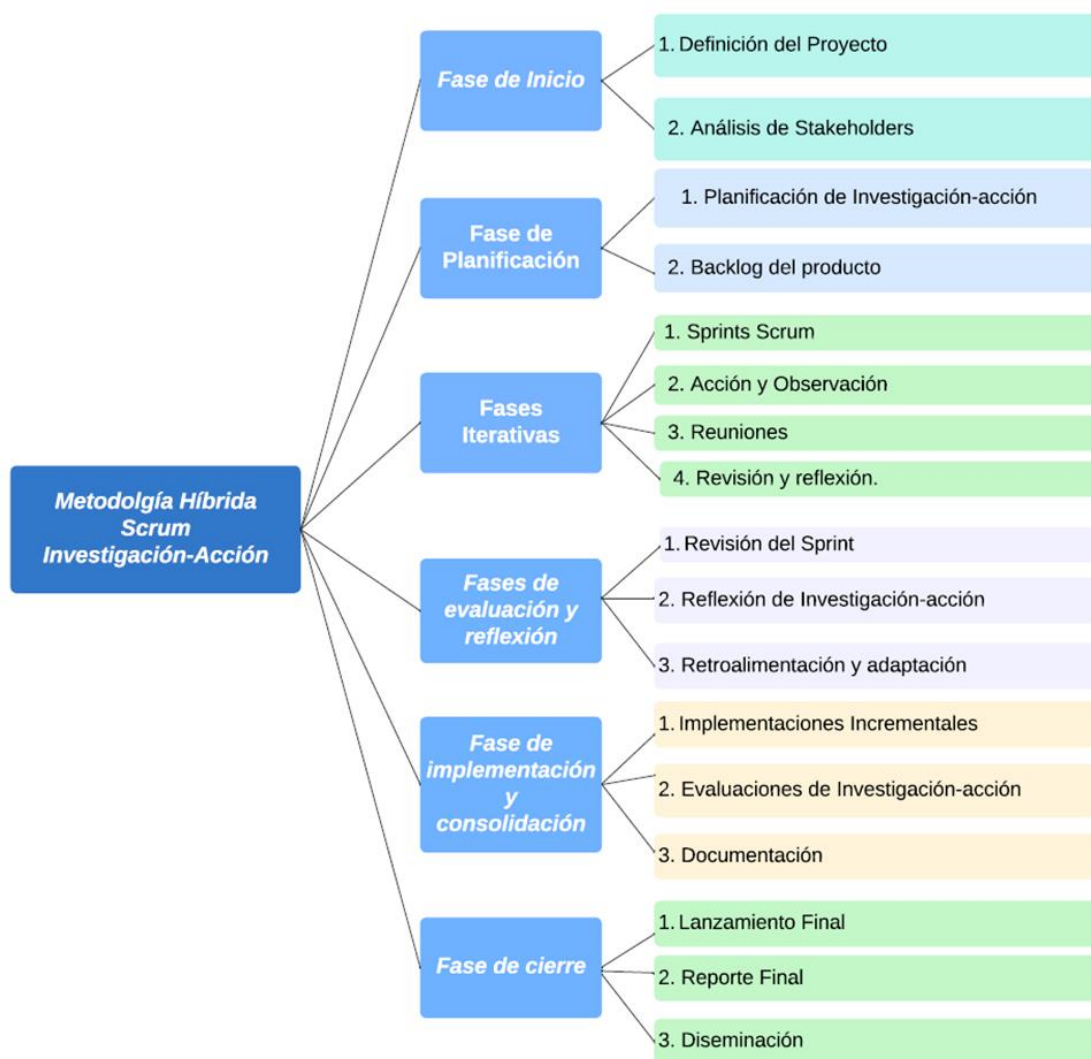 Metodolgía Híbrida
Scrum
Investigación-Acción
Fase de Inicio
1. Definición del Proyecto
2. Análisis de Stakeholders
Fase de
Planificación
1. Planificación de Investigación-acción
2. Backlog del producto
Fases
Iterativas
1. Sprints Scrum
2. Acción y Observación
3. Reuniones
4. Revisión y reflexión.
Fases de
evaluación y
reflexión
1. Revisión del Sprint
2. Reflexión de Investigación-acción
3. Retroalimentación y adaptación
Fase de
implementación
y
consolidación
1. Implementaciones Incrementales
2. Evaluaciones de Investigación-acción
3. Documentación
Fase de cierre
1. Lanzamiento Final
2. Reporte Final
3. Diseminación